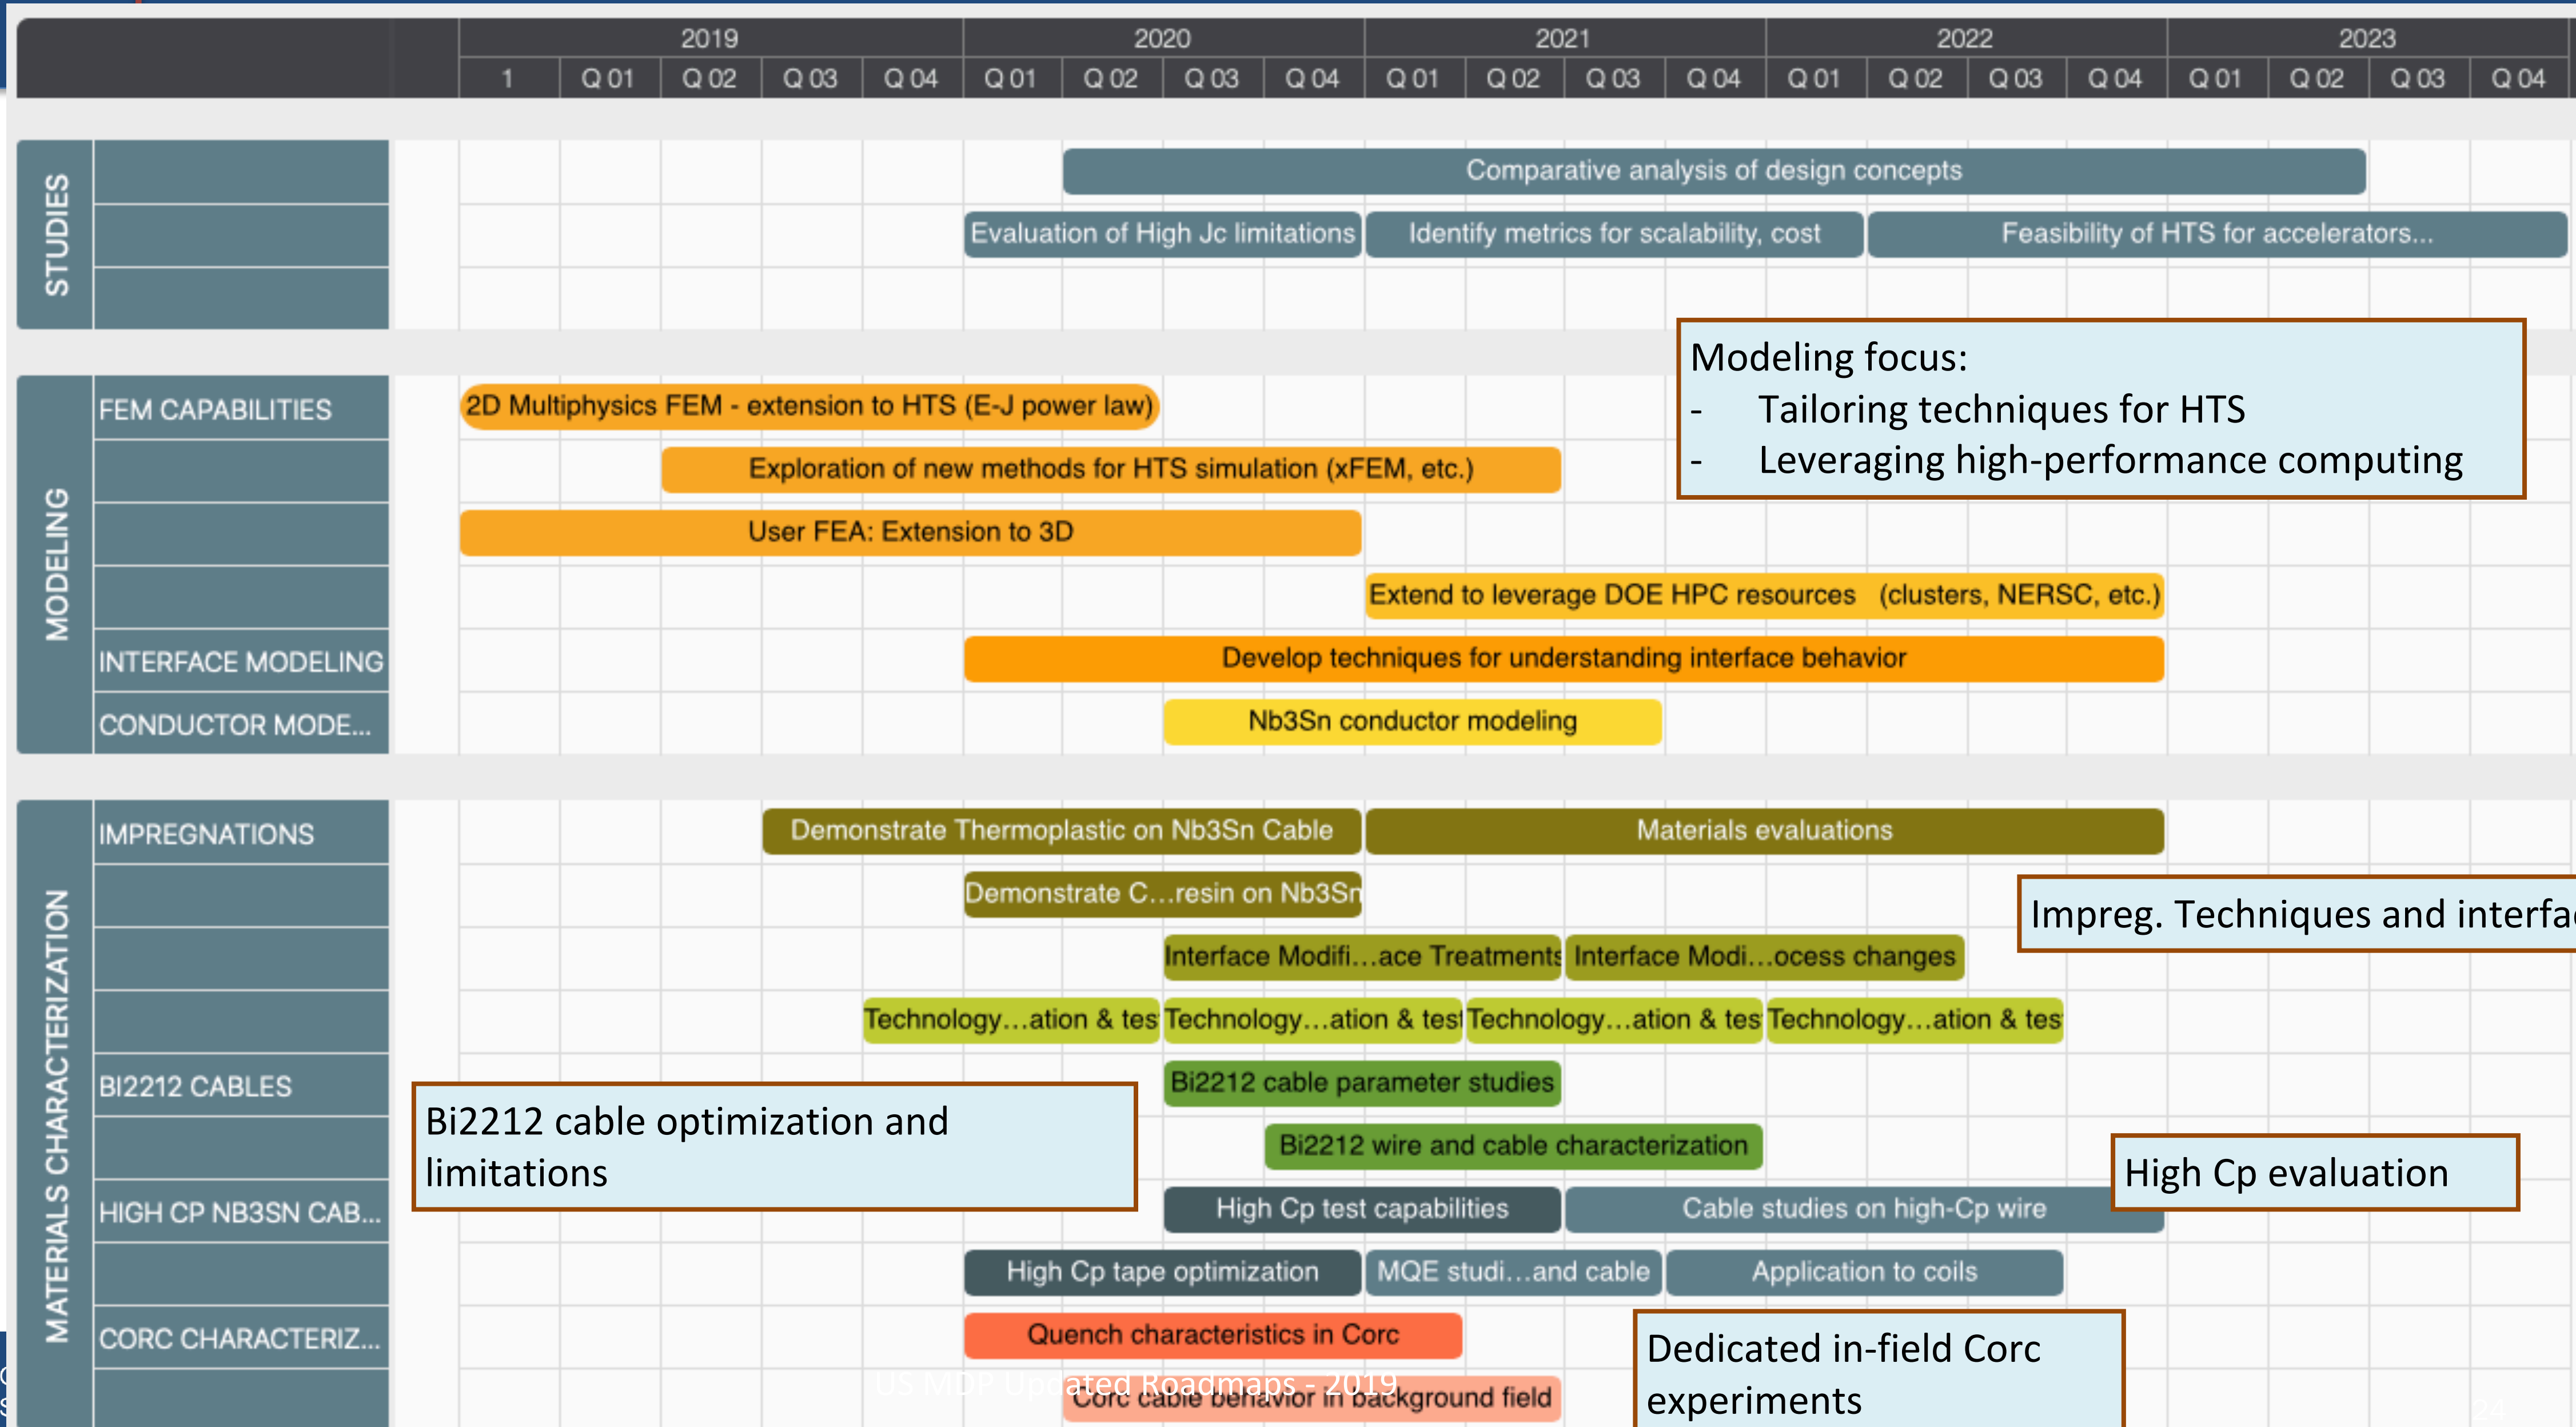 2019 2020 2021 2022 2023
1 Q 01 Q 02 Q 03 Q 04 Q 01 Q 02 Q 03 Q 04 Q 01 Q 02 Q 03 Q 04 Q 01 Q 02 Q 03 Q 04 Q 01 Q 02 Q 03 Q 04
STUDIES
Comparative analysis of design concepts
Evaluation of High Jc limitations Identify metrics for scalability, cost Feasibility of HTS for accelerators...
Modeling focus:
- Tailoring techniques for HTS
- Leveraging high-performance computing
MODELING
FEM CAPABILITIES 2D Multiphysics FEM - extension to HTS (E-J power law)
Exploration of new methods for HTS simulation (xFEM, etc.)
User FEA: Extension to 3D
Extend to leverage DOE HPC resources (clusters, NERSC, etc.)
INTERFACE MODELING Develop techniques for understanding interface behavior
CONDUCTOR MODE... Nb3Sn conductor modeling
MATERIALS CHARACTERIZATION
IMPREGNATIONS Demonstrate Thermoplastic on Nb3Sn Cable Materials evaluations
Demonstrate C...resin on Nb3Sn
Impreg. Techniques and interfac
Interface Modifi...ace Treatments Interface Modi...ocess changes
Technology...ation & tes Technology...ation & test Technology...ation & tes Technology...ation & tes
BI2212 CABLES Bi2212 cable parameter studies
Bi2212 cable optimization and
limitations
Bi2212 wire and cable characterization
High Cp evaluation
HIGH CP NB3SN CAB... High Cp test capabilities Cable studies on high-Cp wire
High Cp tape optimization MQE studi...and cable Application to coils
CORC CHARACTERIZ... Quench characteristics in Corc
Dedicated in-field Corc
experiments
US MDP Updated Roadmaps - 2019
Corc cable behavior in background field
24